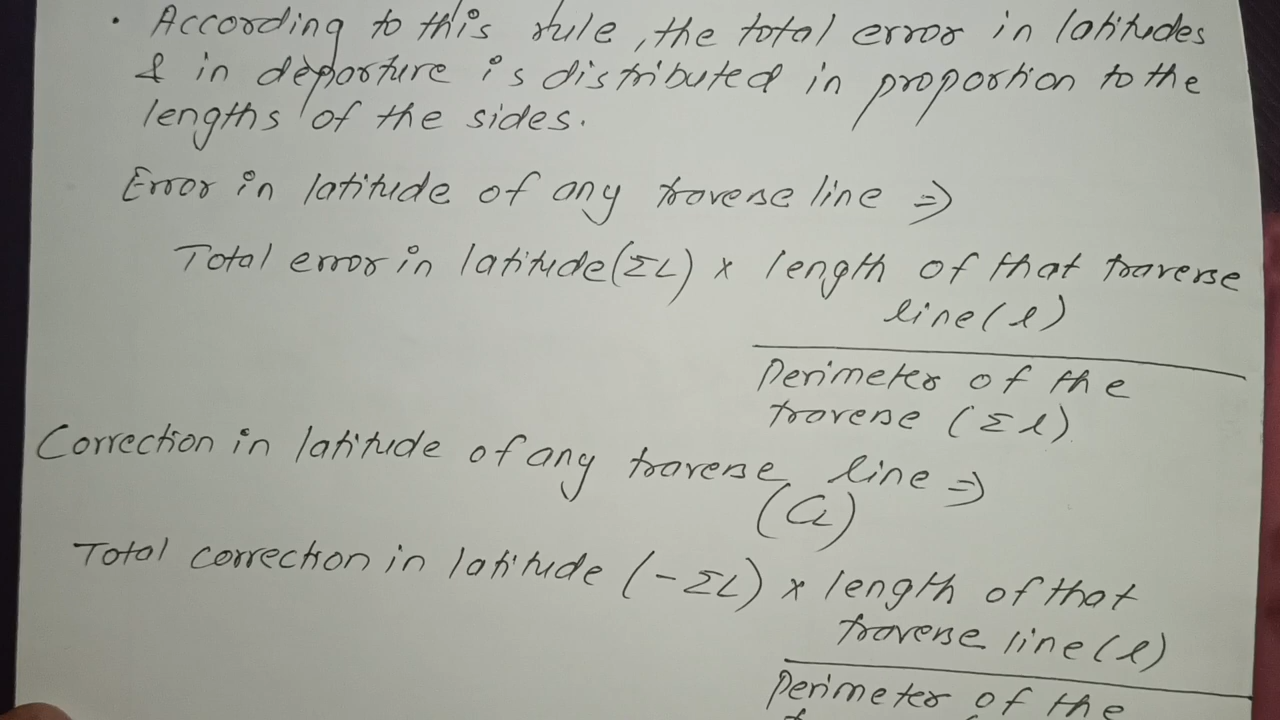 • According to this rule, the total error in latitudes
& in departure is distributed in proportion to the
lengths of the sides.
Error in latitude of any traverse line ⇒
Total error in latitude (ΣL) × length of that traverse
line (l)
Perimeter of the
traverse (Σl)
Correction in latitude of any traverse line ⇒
(CL)
Total correction in latitude (-ΣL) × length of that
traverse line (l)
Perimeter of the